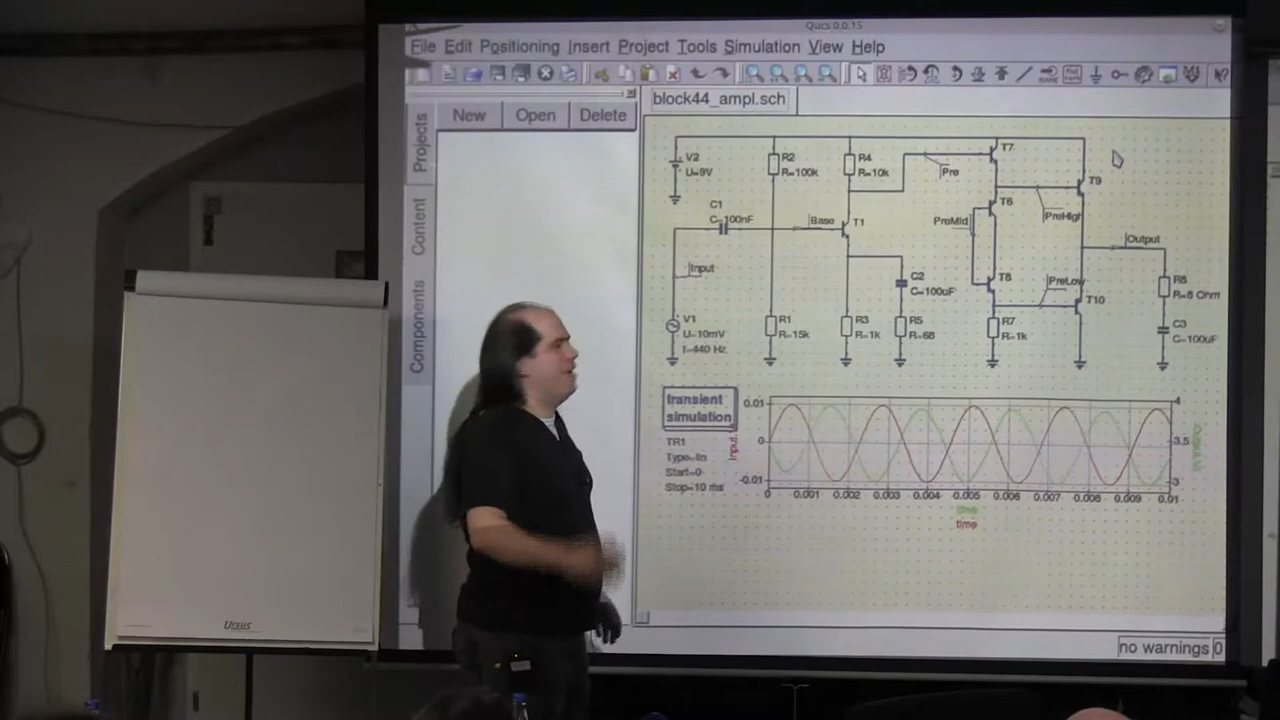 Qucs 0.0.15
File Edit Positioning Insert Project Tools Simulation View Help
New Open Delete
block44_ampl.sch
Projects
Content
Components
V2
U=9V
R2
R=100k
R4
R=10k
Pre
T7
T9
C1
C=100nF
Base
T1
PreMid
T6
PreHigh
Output
Input
C2
C=100uF
T8
PreLow
T10
R6
R=8 Ohm
V1
U=10mV
f=440 Hz
R1
R=15k
R3
R=1k
R5
R=68
R7
R=1k
C3
C=100uF
transient
simulation
TR1
Type=lin
Start=0
Stop=10 ms
0.01
0
-0.01
4
3.5
3
0 0.001 0.002 0.003 0.004 0.005 0.006 0.007 0.008 0.009 0.01
time
time
no warnings 0
URSUS